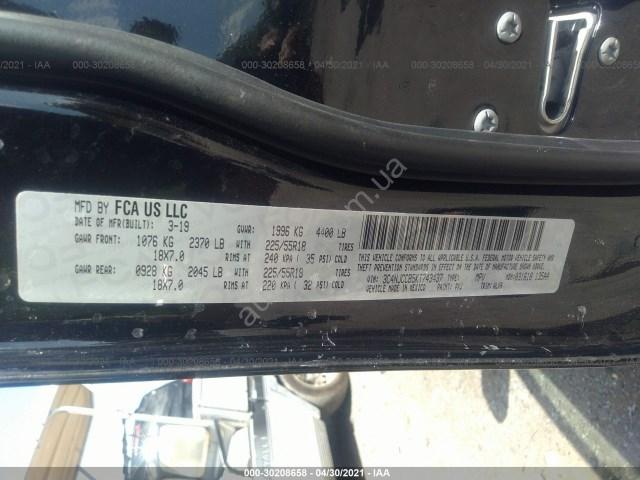 000-30208658 - 04/30/2021 - IAA
MFD BY FCA US LLC
DATE OF MFR(BUILT): 3-19
GVWR: 1996 KG 4400 LB
GAWR FRONT: 1076 KG 2370 LB WITH 225/55R18 TIRES
18X7.0 RIMS AT 240 KPA ( 35 PSI) COLD
GAWR REAR: 0928 KG 2045 LB WITH 225/55R18 TIRES
18X7.0 RIMS AT 220 KPA ( 32 PSI) COLD
THIS VEHICLE CONFORMS TO ALL APPLICABLE U.S. FEDERAL MOTOR VEHICLE SAFETY, BUMPER, AND
THEFT PREVENTION STANDARDS IN EFFECT ON THE DATE OF MANUFACTURE SHOWN ABOVE.
VIN: TYPE: MPV
VEHICLE MADE IN MEXICO PAINT: TRIM:
000-30208658 - 04/30/2021 - IAA
000-30208658 - 04/30/2021 - IAA